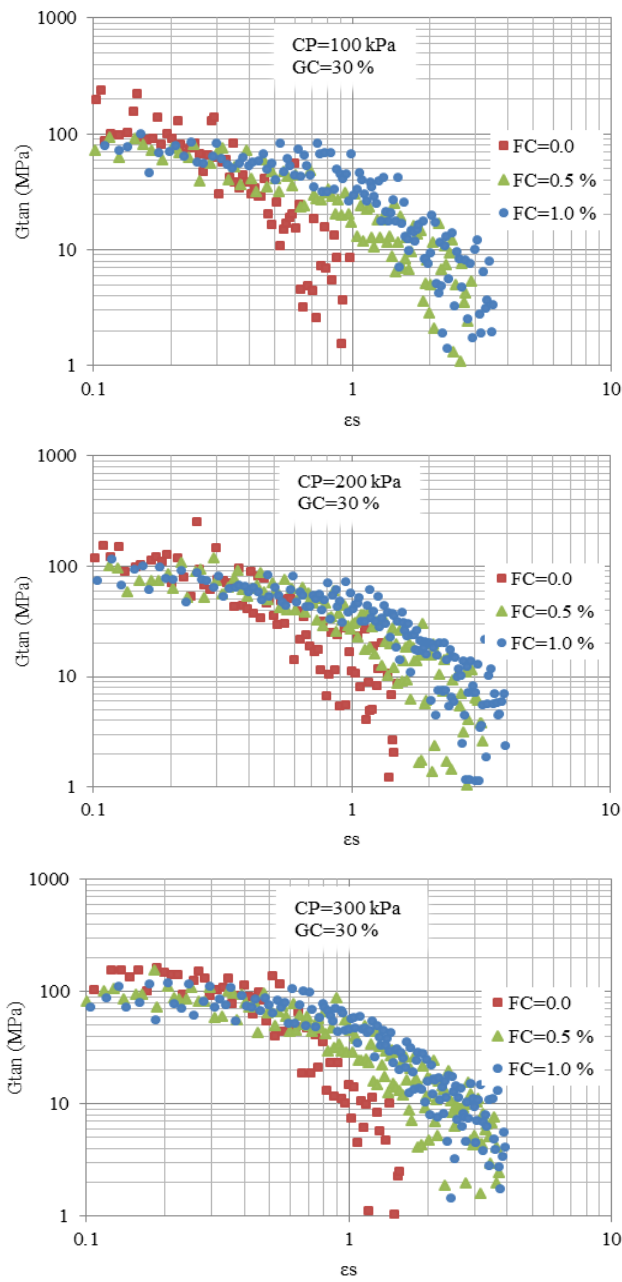 1000
CP=100 kPa
GC=30 %
100
FC=0.0
FC=0.5 %
FC=1.0 %
Gtan (MPa)
10
1
0.1
1
10
εs
1000
CP=200 kPa
GC=30 %
100
FC=0.0
FC=0.5 %
FC=1.0 %
Gtan (MPa)
10
1
0.1
1
10
εs
1000
CP=300 kPa
GC=30 %
100
FC=0.0
FC=0.5 %
FC=1.0 %
Gtan (MPa)
10
1
0.1
1
10
εs